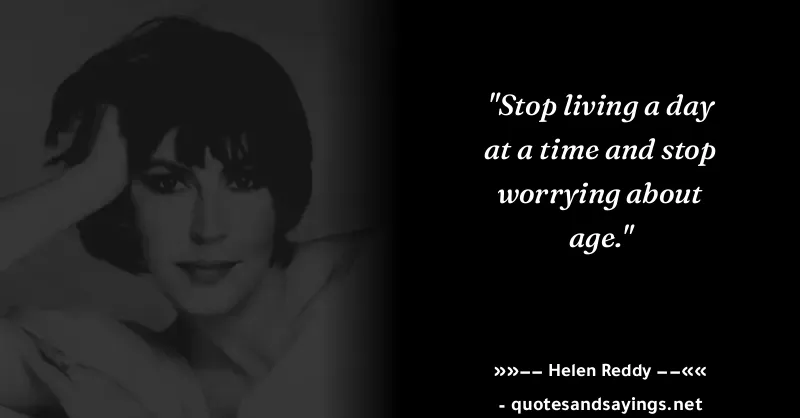 "Stop living a day
at a time and stop
worrying about
age."
»»−− Helen Reddy −−««
- quotesandsayings.net